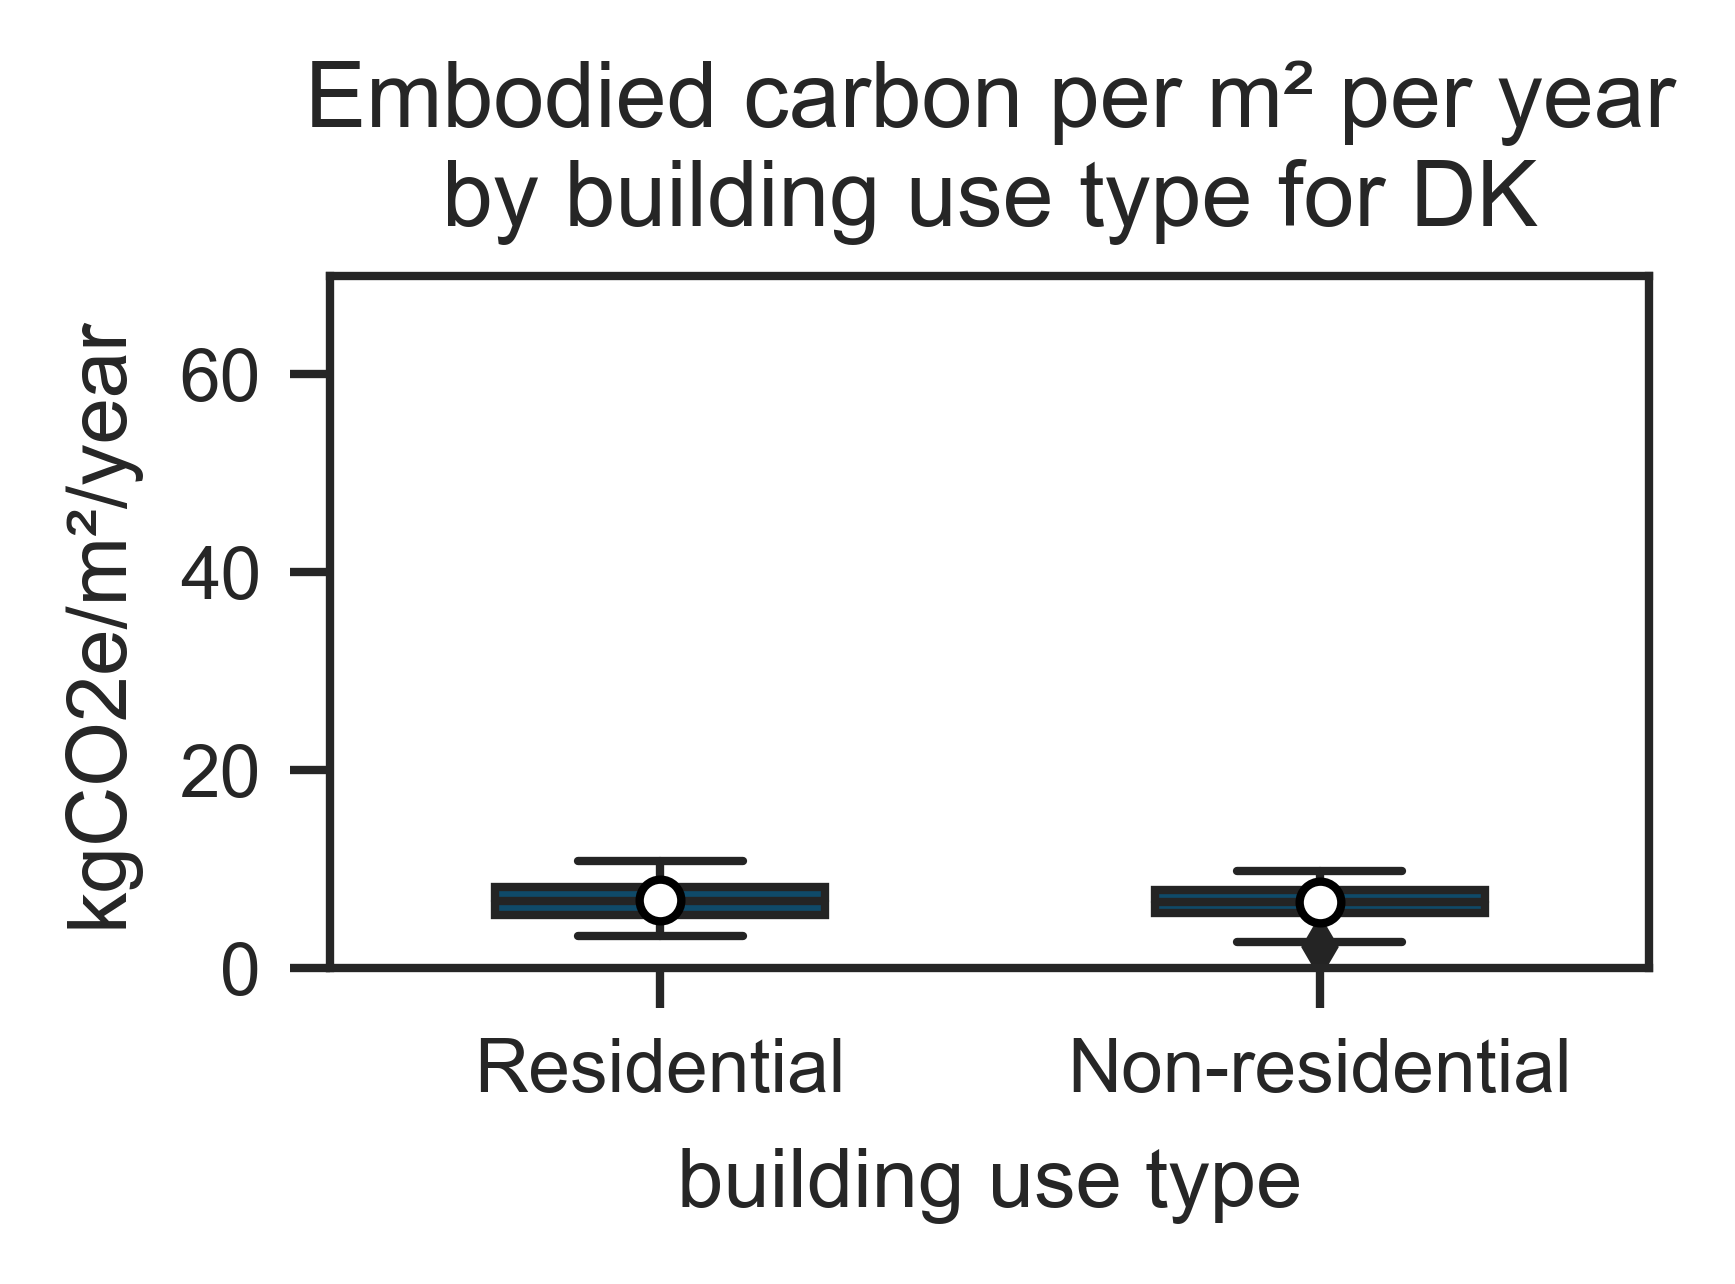 Embodied carbon per m² per year
by building use type for DK
kgCO2e/m²/year
60
40
20
0
Residential
Non-residential
building use type